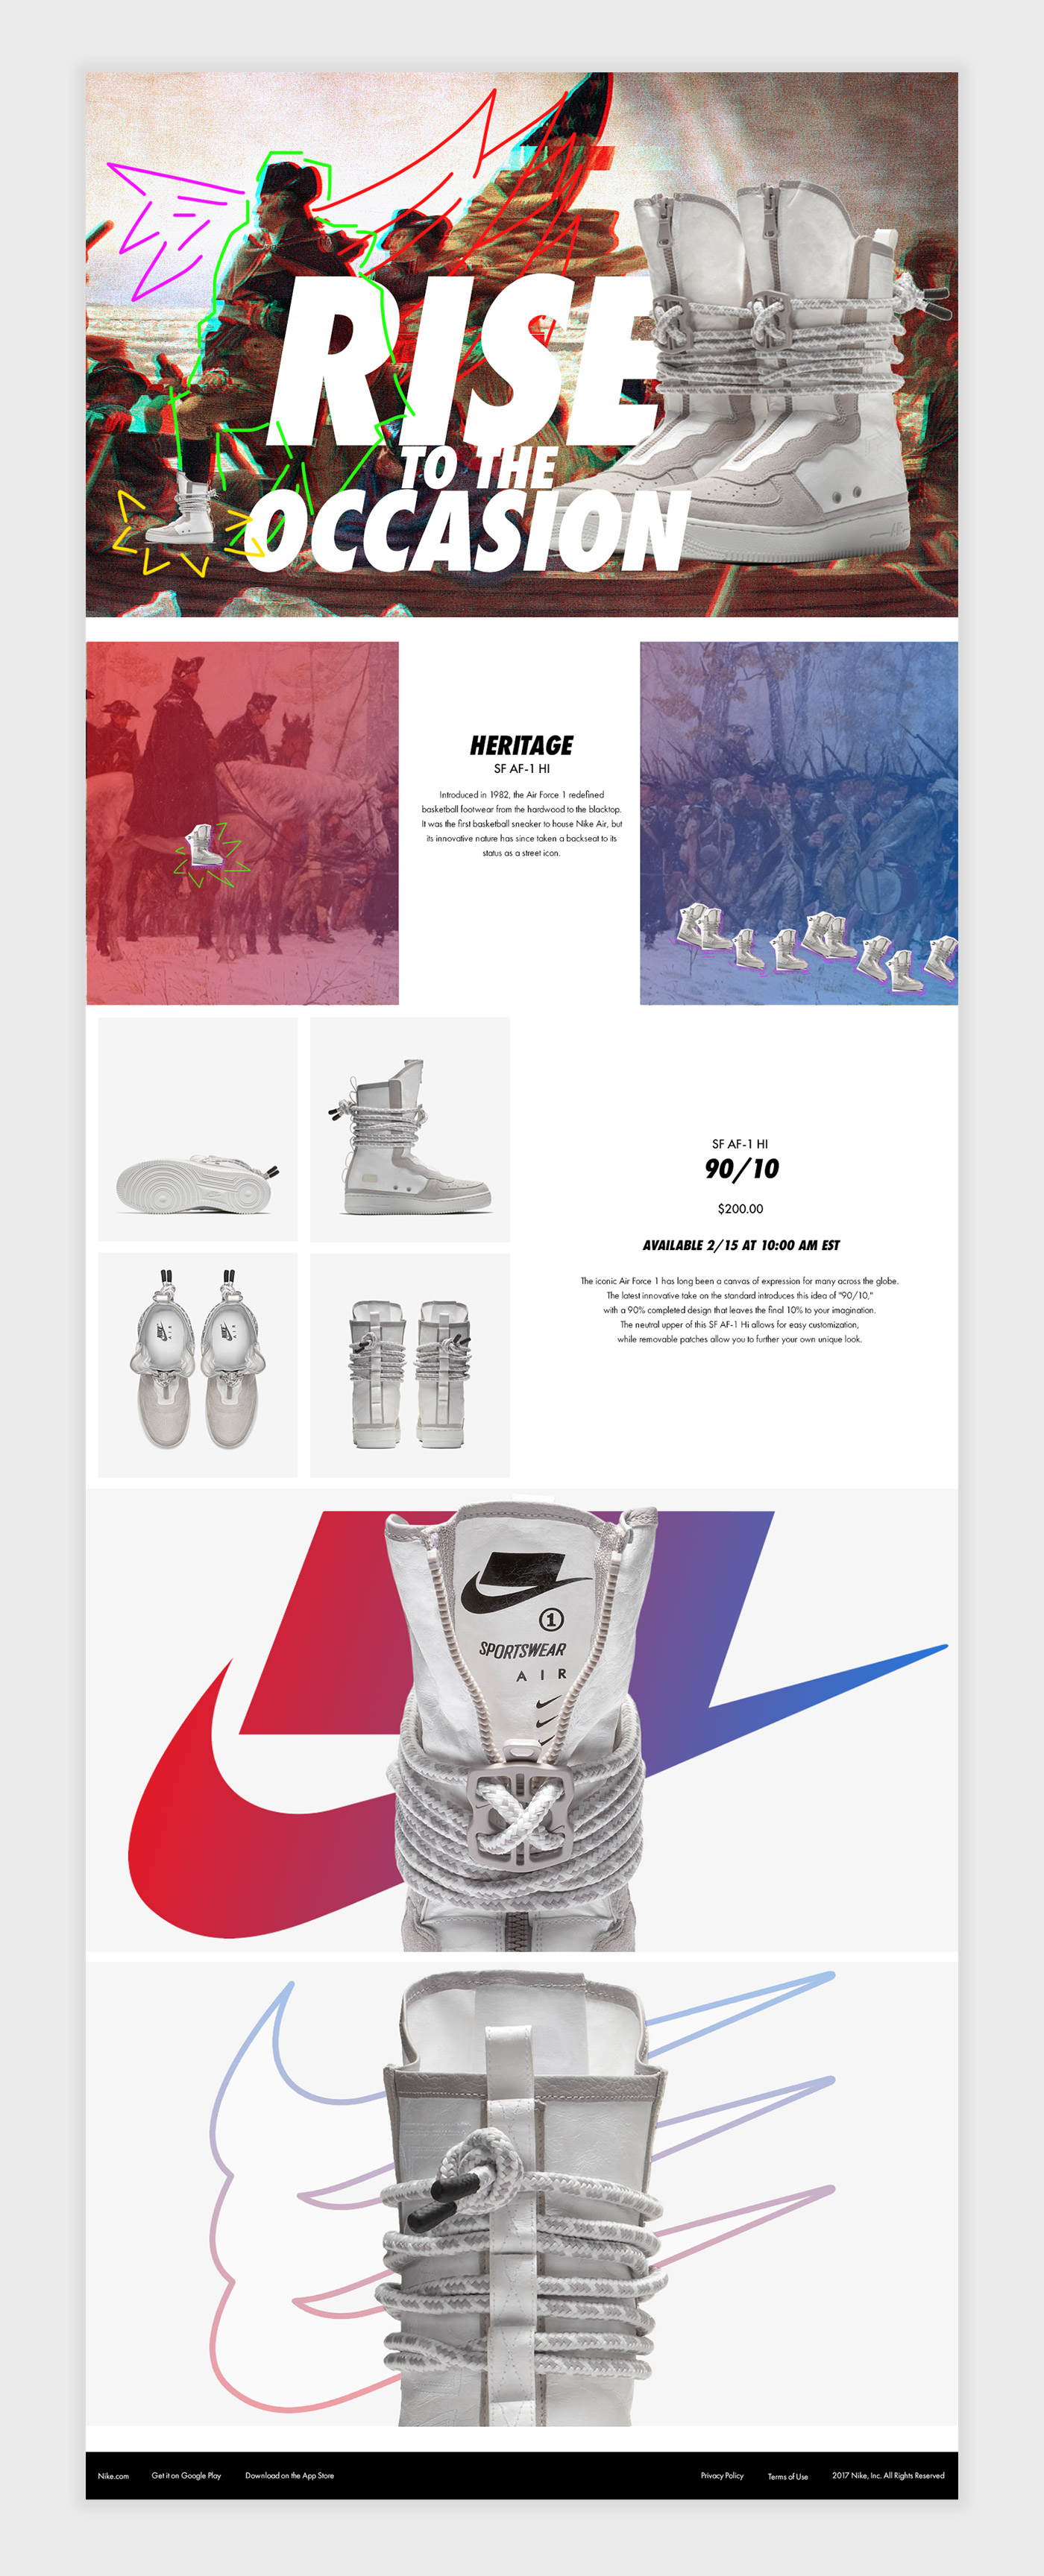 RISE
TO THE
OCCASION
HERITAGE
SF AF-1 HI
Introduced in 1982, the Air Force 1 redefined
basketball footwear from the hardwood to the blacktop.
It was the first basketball sneaker to house Nike Air, but
its innovative nature has since taken a backseat to its
status as a street icon.
SF AF-1 HI
90/10
$200.00
AVAILABLE 2/15 AT 10:00 AM EST
The iconic Air Force 1 has long been a canvas of expression for many across the globe.
The latest innovative take on the standard introduces this idea of "90/10,"
with a 90% completed design that leaves the final 10% to your imagination.
The neutral upper of this SF AF-1 Hi allows for easy customization,
while removable patches allow you to further your own unique look.
NIKE AIR
NIKE AIR
1
SPORTSWEAR
AIR
Nike.com Get it on Google Play Download on the App Store Privacy Policy Terms of Use 2017 Nike, Inc. All Rights Reserved